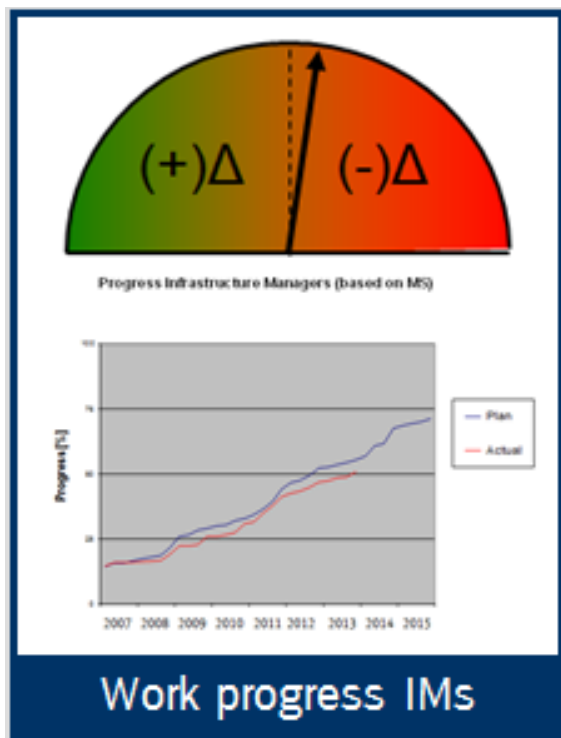 (+)Δ (-)Δ
Progress Infrastructure Managers (based on MS)
100
75
50
25
0
Progress [%]
Plan
Actual
2007 2008 2009 2010 2011 2012 2013 2014 2015
Work progress IMs